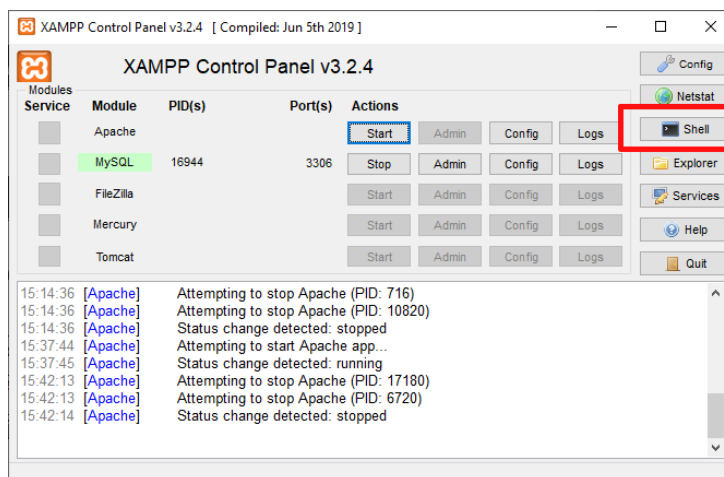 XAMPP Control Panel v3.2.4 [ Compiled: Jun 5th 2019 ]
XAMPP Control Panel v3.2.4
Config
Modules
Service Module PID(s) Port(s) Actions
Netstat
Apache Start Admin Config Logs
Shell
MySQL 16944 3306 Stop Admin Config Logs
Explorer
FileZilla Start Admin Config Logs
Services
Mercury Start Admin Config Logs
Help
Tomcat Start Admin Config Logs
Quit
15:14:36 [Apache] Attempting to stop Apache (PID: 716)
15:14:36 [Apache] Attempting to stop Apache (PID: 10820)
15:14:36 [Apache] Status change detected: stopped
15:37:44 [Apache] Attempting to start Apache app...
15:37:45 [Apache] Status change detected: running
15:42:13 [Apache] Attempting to stop Apache (PID: 17180)
15:42:13 [Apache] Attempting to stop Apache (PID: 6720)
15:42:14 [Apache] Status change detected: stopped